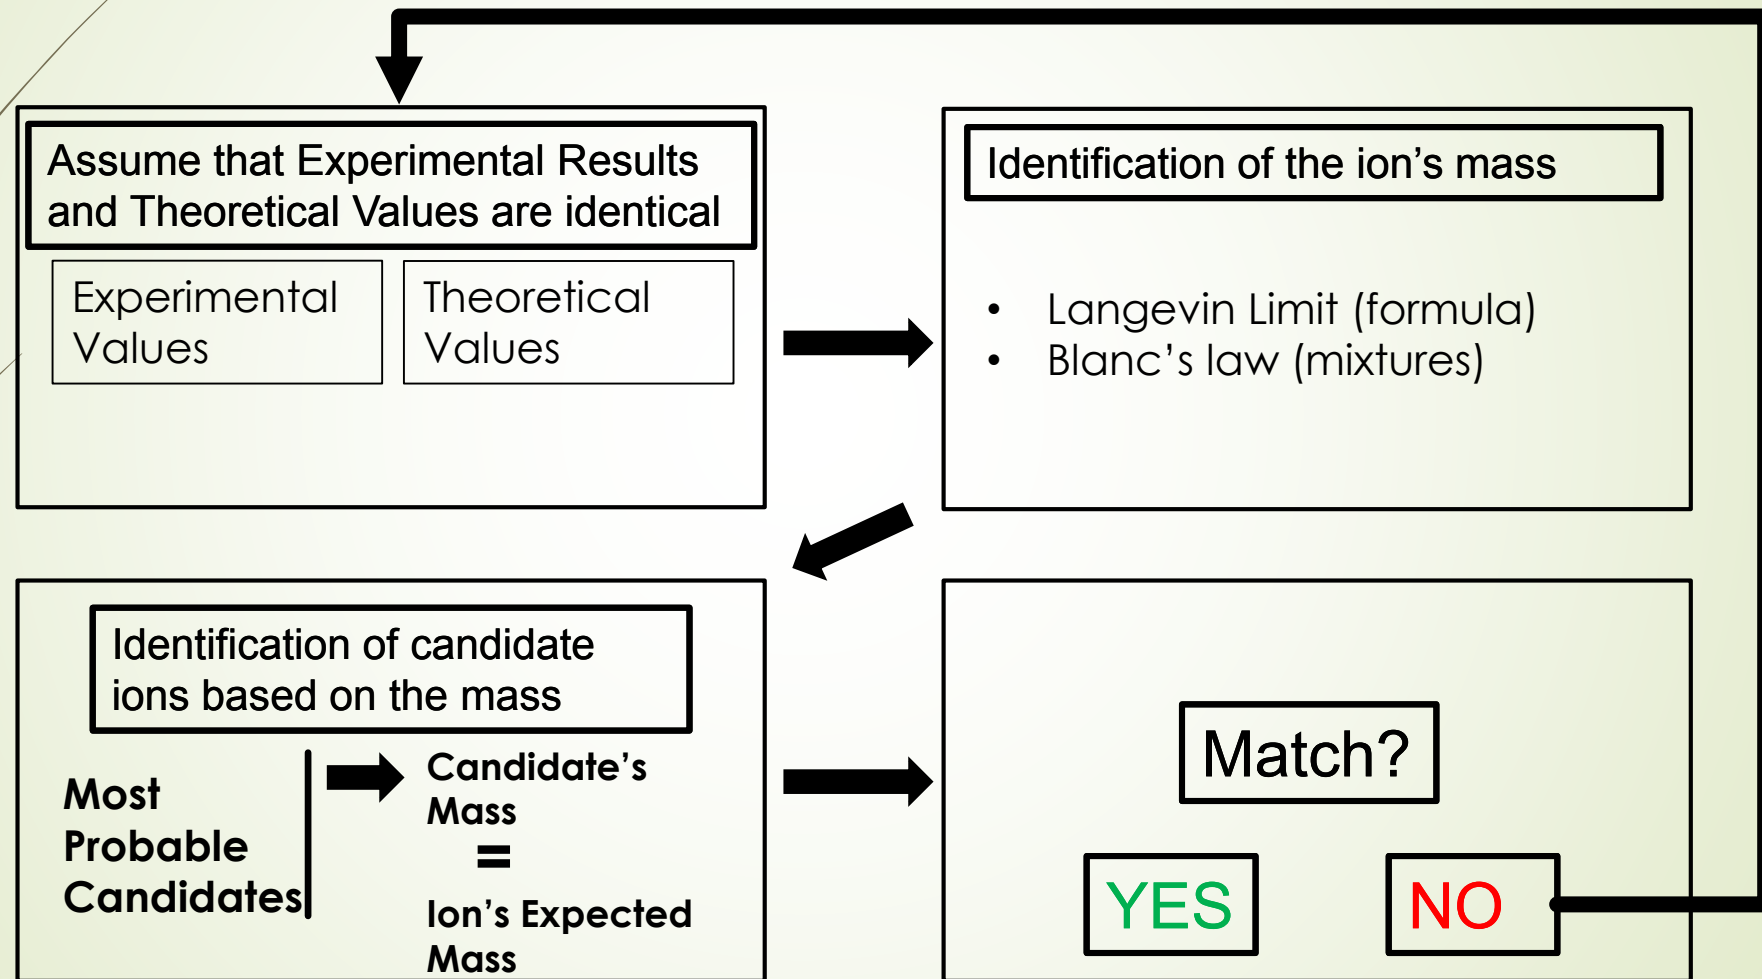 Assume that Experimental Results
and Theoretical Values are identical
Experimental
Values
Theoretical
Values
Identification of the ion’s mass
• Langevin Limit (formula)
• Blanc’s law (mixtures)
Identification of candidate
ions based on the mass
Most
Probable
Candidates
Candidate’s
Mass
=
Ion’s Expected
Mass
Match?
YES
NO